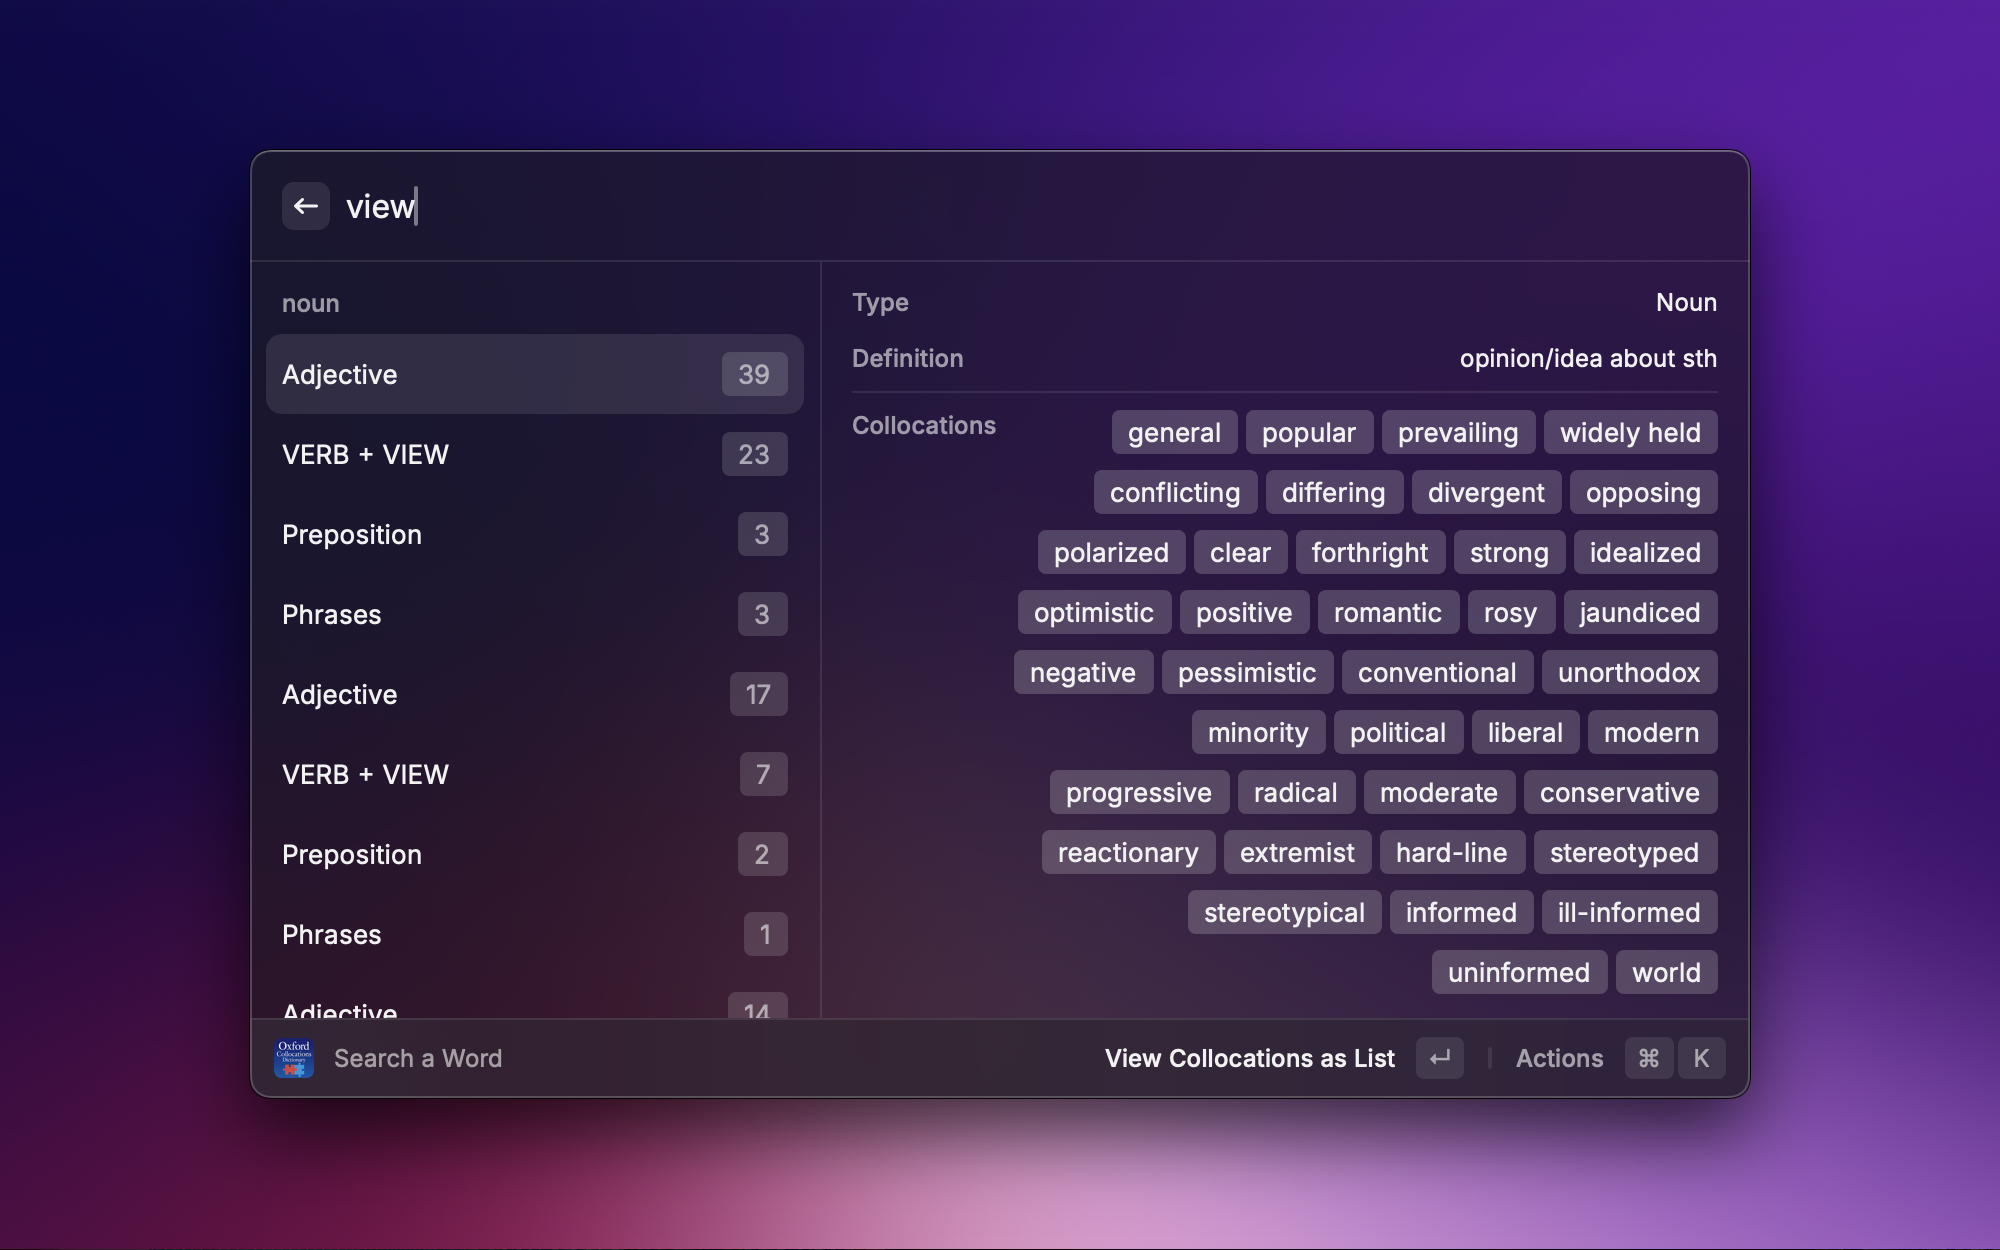 view
noun
Adjective 39
VERB + VIEW 23
Preposition 3
Phrases 3
Adjective 17
VERB + VIEW 7
Preposition 2
Phrases 1
Adjective 14
Type Noun
Definition opinion/idea about sth
Collocations general popular prevailing widely held
conflicting differing divergent opposing
polarized clear forthright strong idealized
optimistic positive romantic rosy jaundiced
negative pessimistic conventional unorthodox
minority political liberal modern
progressive radical moderate conservative
reactionary extremist hard-line stereotyped
stereotypical informed ill-informed
uninformed world
Oxford
Collocations
Dictionary
Search a Word
View Collocations as List ↵ Actions ⌘ K